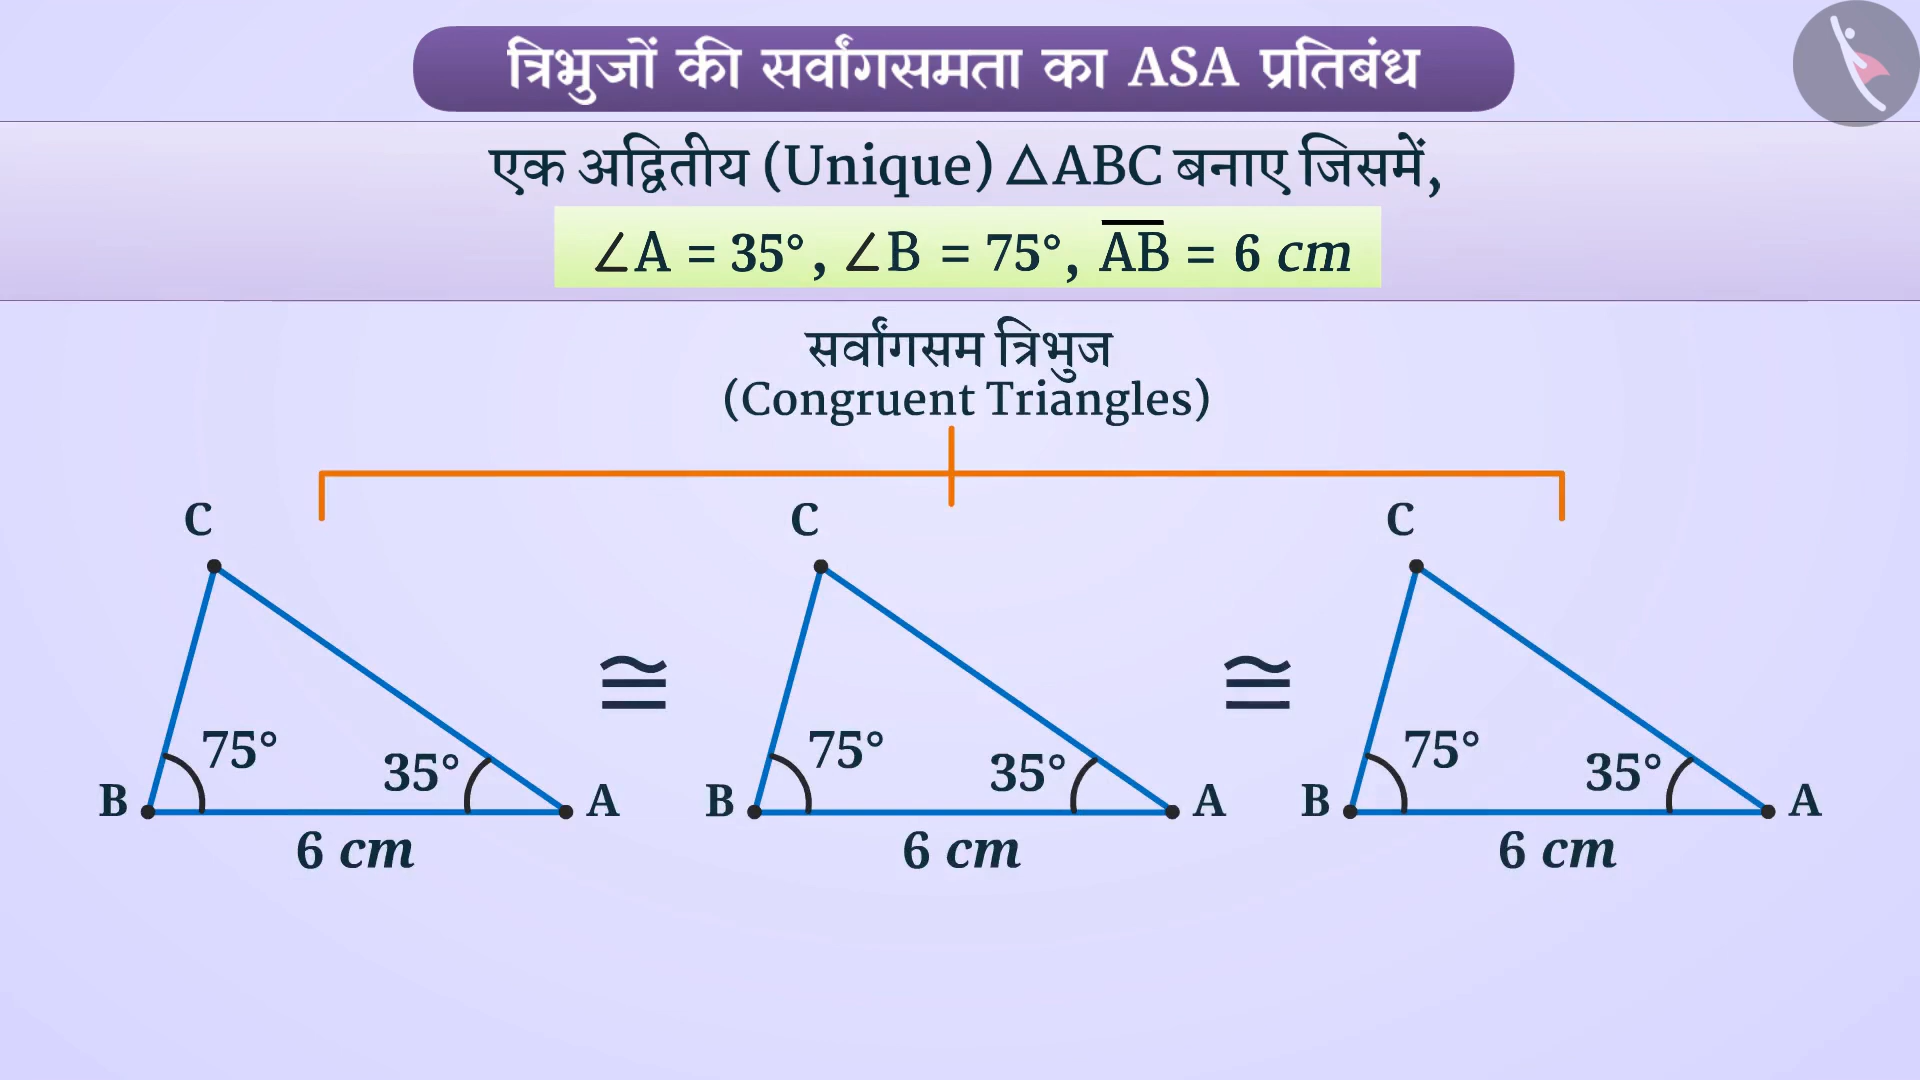 त्रिभुजों की सर्वांगसमता का ASA प्रतिबंध
एक अद्वितीय (Unique) △ABC बनाए जिसमें,
∠A = 35°, ∠B = 75°, A̅B̅ = 6 cm
सर्वांगसम त्रिभुज
(Congruent Triangles)
C
C
C
≅
≅
75°
35°
75°
35°
75°
35°
B
A
B
A
B
A
6 cm
6 cm
6 cm